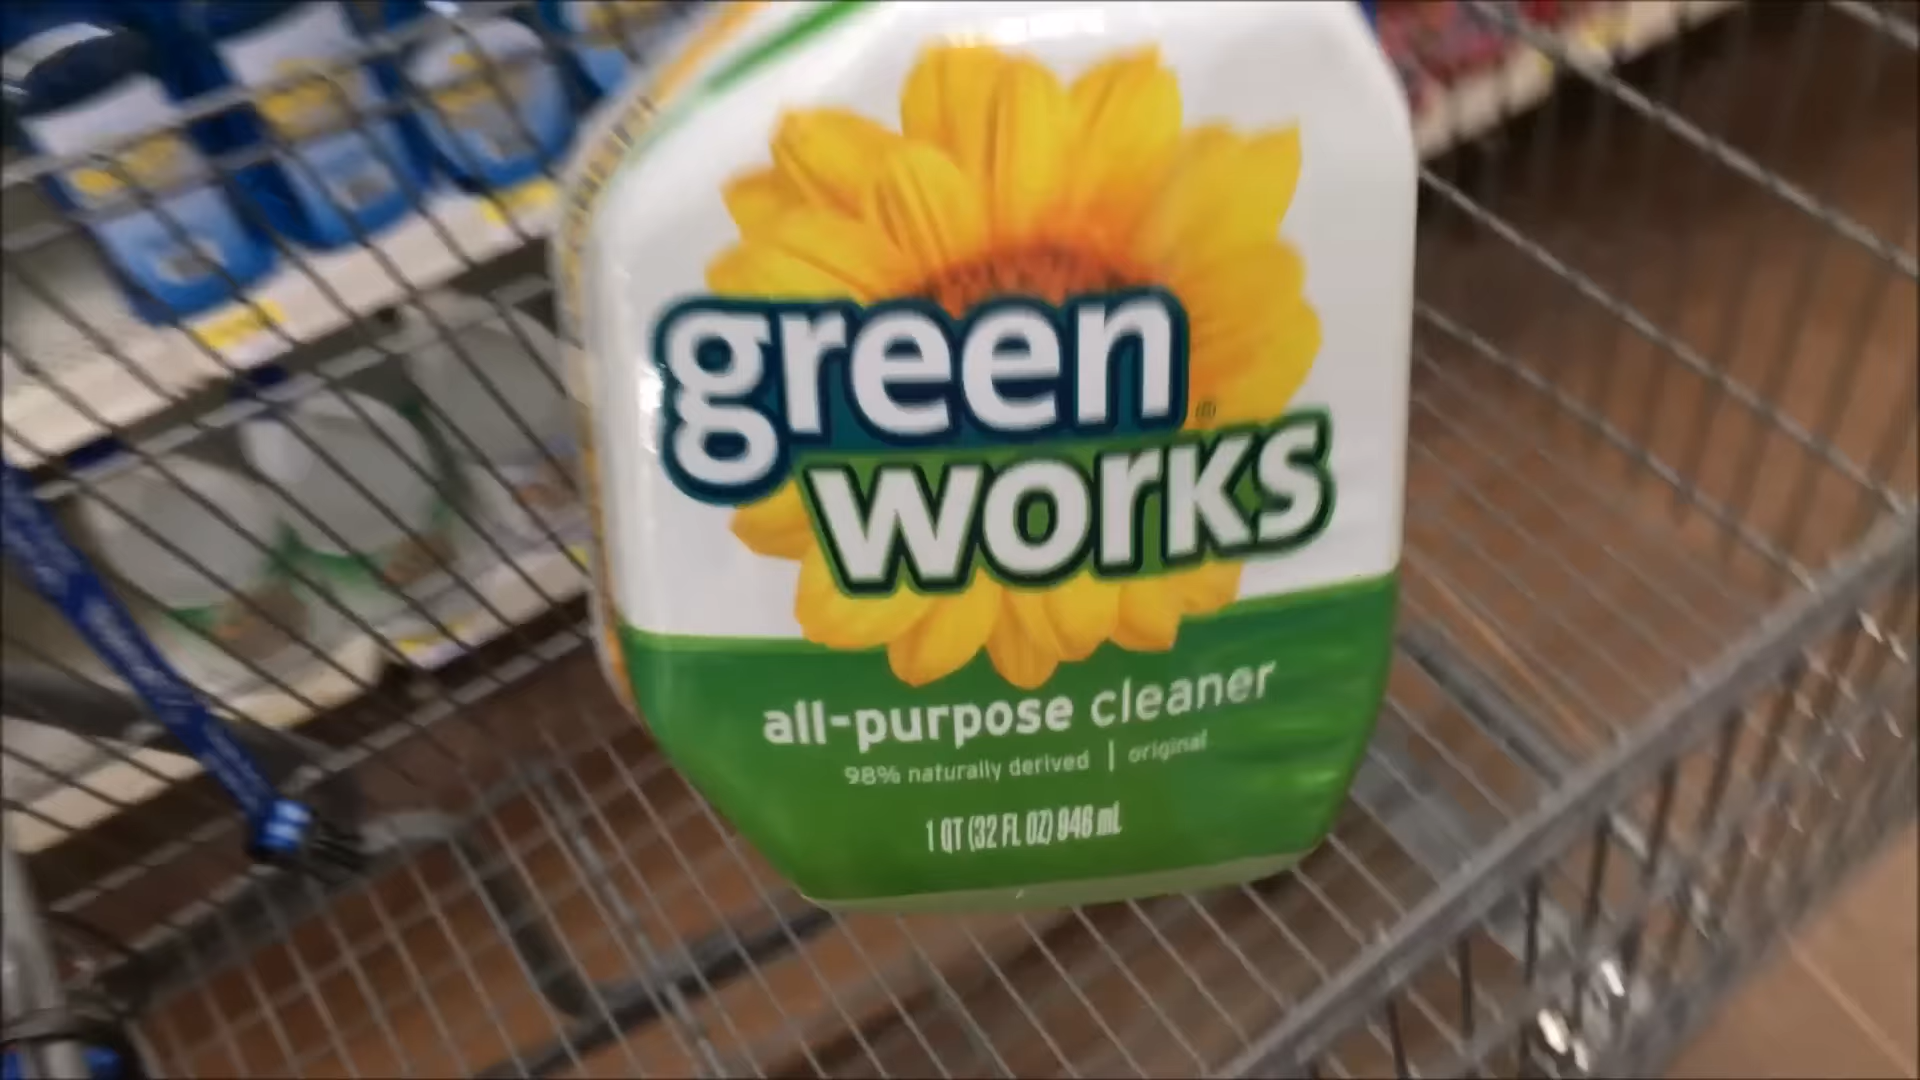 green
works
®
all-purpose cleaner
98% naturally derived | original
1 QT (32 FL OZ) 946 mL